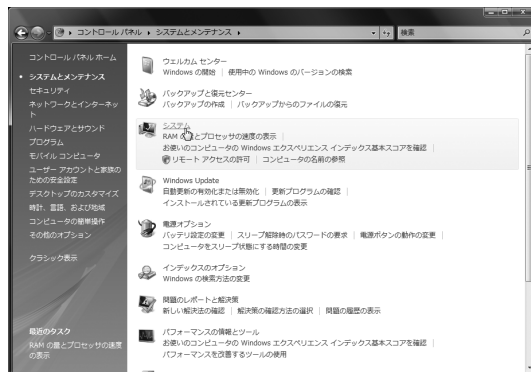 コントロール パネル ▸ システムとメンテナンス ▸
検索
コントロール パネル ホーム
• システムとメンテナンス
セキュリティ
ネットワークとインターネッ
ト
ハードウェアとサウンド
プログラム
モバイル コンピュータ
ユーザー アカウントと家族の
ための安全設定
デスクトップのカスタマイズ
時計、言語、および地域
コンピュータの簡単操作
その他のオプション
クラシック表示
最近のタスク
RAM の量とプロセッサの速度
の表示
ウェルカム センター
Windows の開始 | 使用中の Windows のバージョンの検索
バックアップと復元センター
バックアップの作成 | バックアップからのファイルの復元
システム
RAM の量とプロセッサの速度の表示 |
お使いのコンピュータの Windows エクスペリエンス インデックス基本スコアを確認 |
リモート アクセスの許可 | コンピュータの名前の参照
Windows Update
自動更新の有効化または無効化 | 更新プログラムの確認 |
インストールされている更新プログラムの表示
電源オプション
バッテリ設定の変更 | スリープ解除時のパスワードの要求 | 電源ボタンの動作の変更 |
コンピュータをスリープ状態にする時間の変更
インデックスのオプション
Windows の検索方法の変更
問題のレポートと解決策
新しい解決法の確認 | 解決策の確認方法の選択 | 問題の履歴の表示
パフォーマンスの情報とツール
お使いのコンピュータの Windows エクスペリエンス インデックス基本スコアを確認 |
パフォーマンスを改善するツールの使用